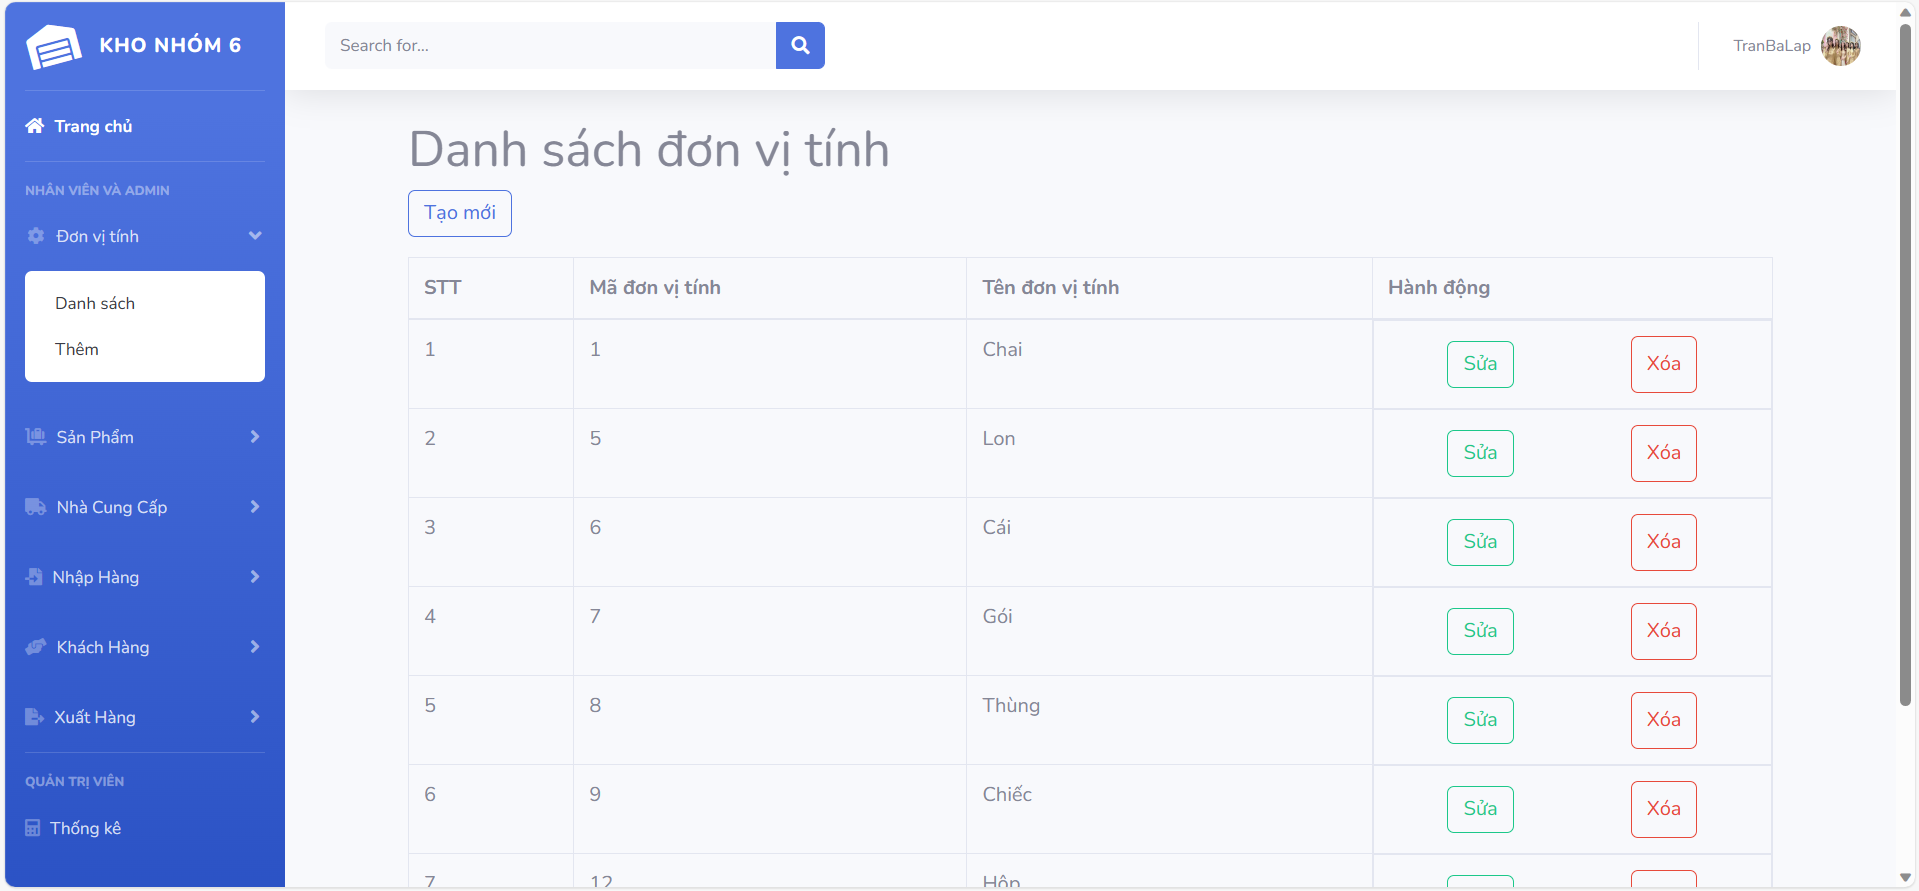 KHO NHÓM 6
Search for...
TranBaLap
Trang chủ
NHÂN VIÊN VÀ ADMIN
Đơn vị tính
Danh sách
Thêm
Sản Phẩm
Nhà Cung Cấp
Nhập Hàng
Khách Hàng
Xuất Hàng
QUẢN TRỊ VIÊN
Thống kê
Danh sách đơn vị tính
Tạo mới
STT Mã đơn vị tính Tên đơn vị tính Hành động
1 1 Chai Sửa Xóa
2 5 Lon Sửa Xóa
3 6 Cái Sửa Xóa
4 7 Gói Sửa Xóa
5 8 Thùng Sửa Xóa
6 9 Chiếc Sửa Xóa
7 12 Hộp